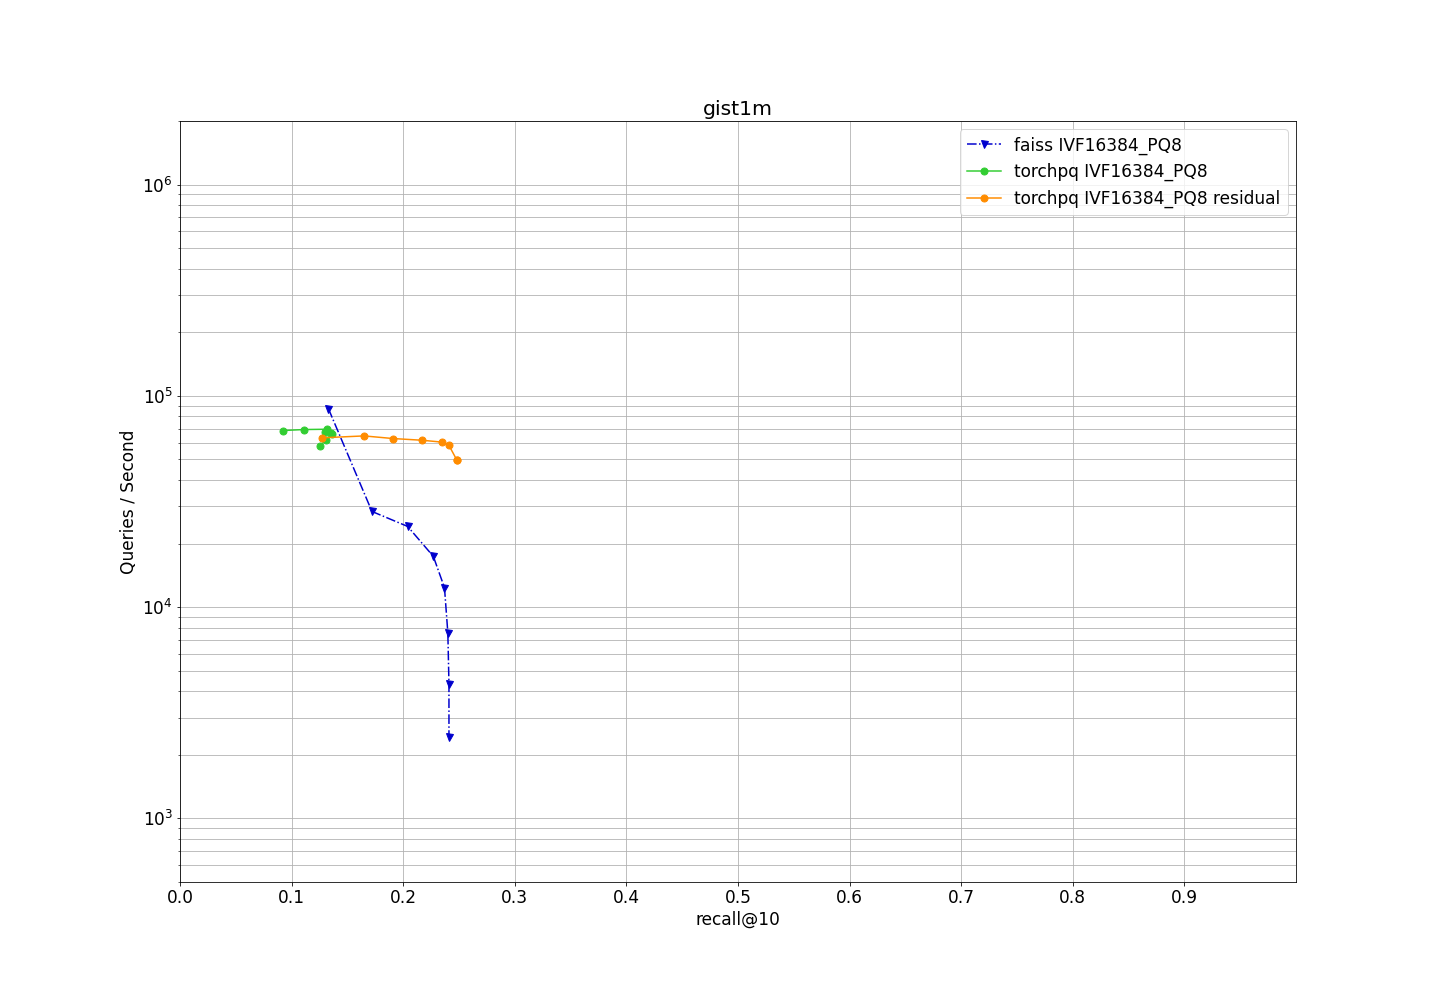 gist1m
faiss IVF16384_PQ8
torchpq IVF16384_PQ8
torchpq IVF16384_PQ8 residual
Queries / Second
10^6
10^5
10^4
10^3
0.0 0.1 0.2 0.3 0.4 0.5 0.6 0.7 0.8 0.9
recall@10